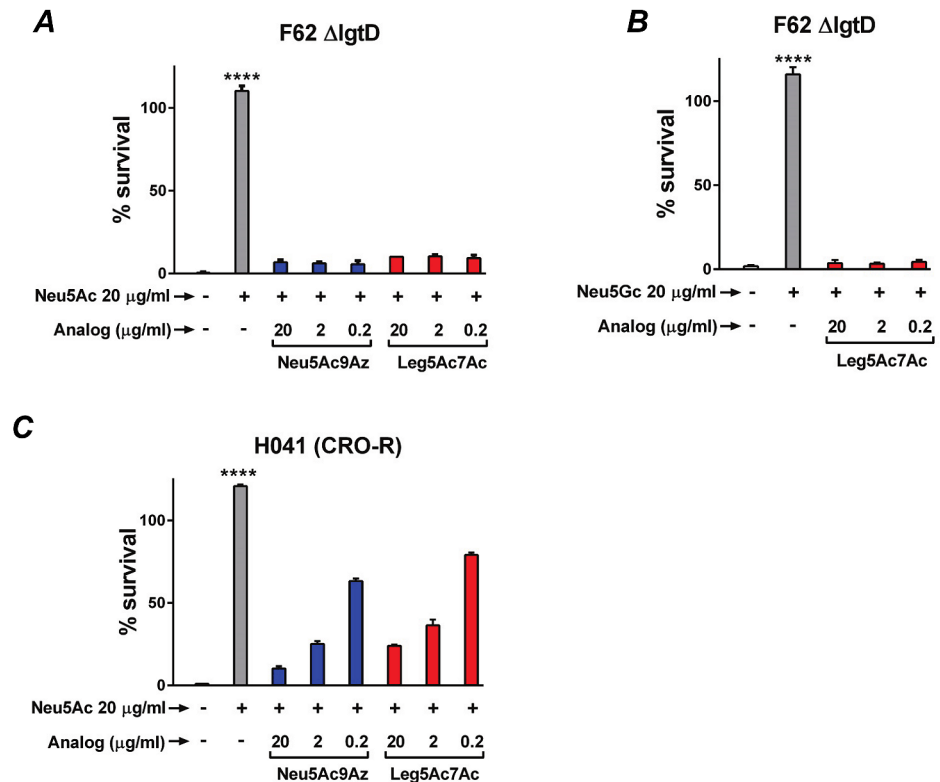 A
F62 ΔlgtD
% survival
100
50
0
****
Neu5Ac 20 μg/ml → - + + + + + + +
Analog (μg/ml) → - - 20 2 0.2 20 2 0.2
Neu5Ac9Az Leg5Ac7Ac
B
F62 ΔlgtD
% survival
100
50
0
****
Neu5Gc 20 μg/ml → - + + + +
Analog (μg/ml) → - - 20 2 0.2
Leg5Ac7Ac
C
H041 (CRO-R)
% survival
100
50
0
****
Neu5Ac 20 μg/ml → - + + + + + + +
Analog (μg/ml) → - - 20 2 0.2 20 2 0.2
Neu5Ac9Az Leg5Ac7Ac